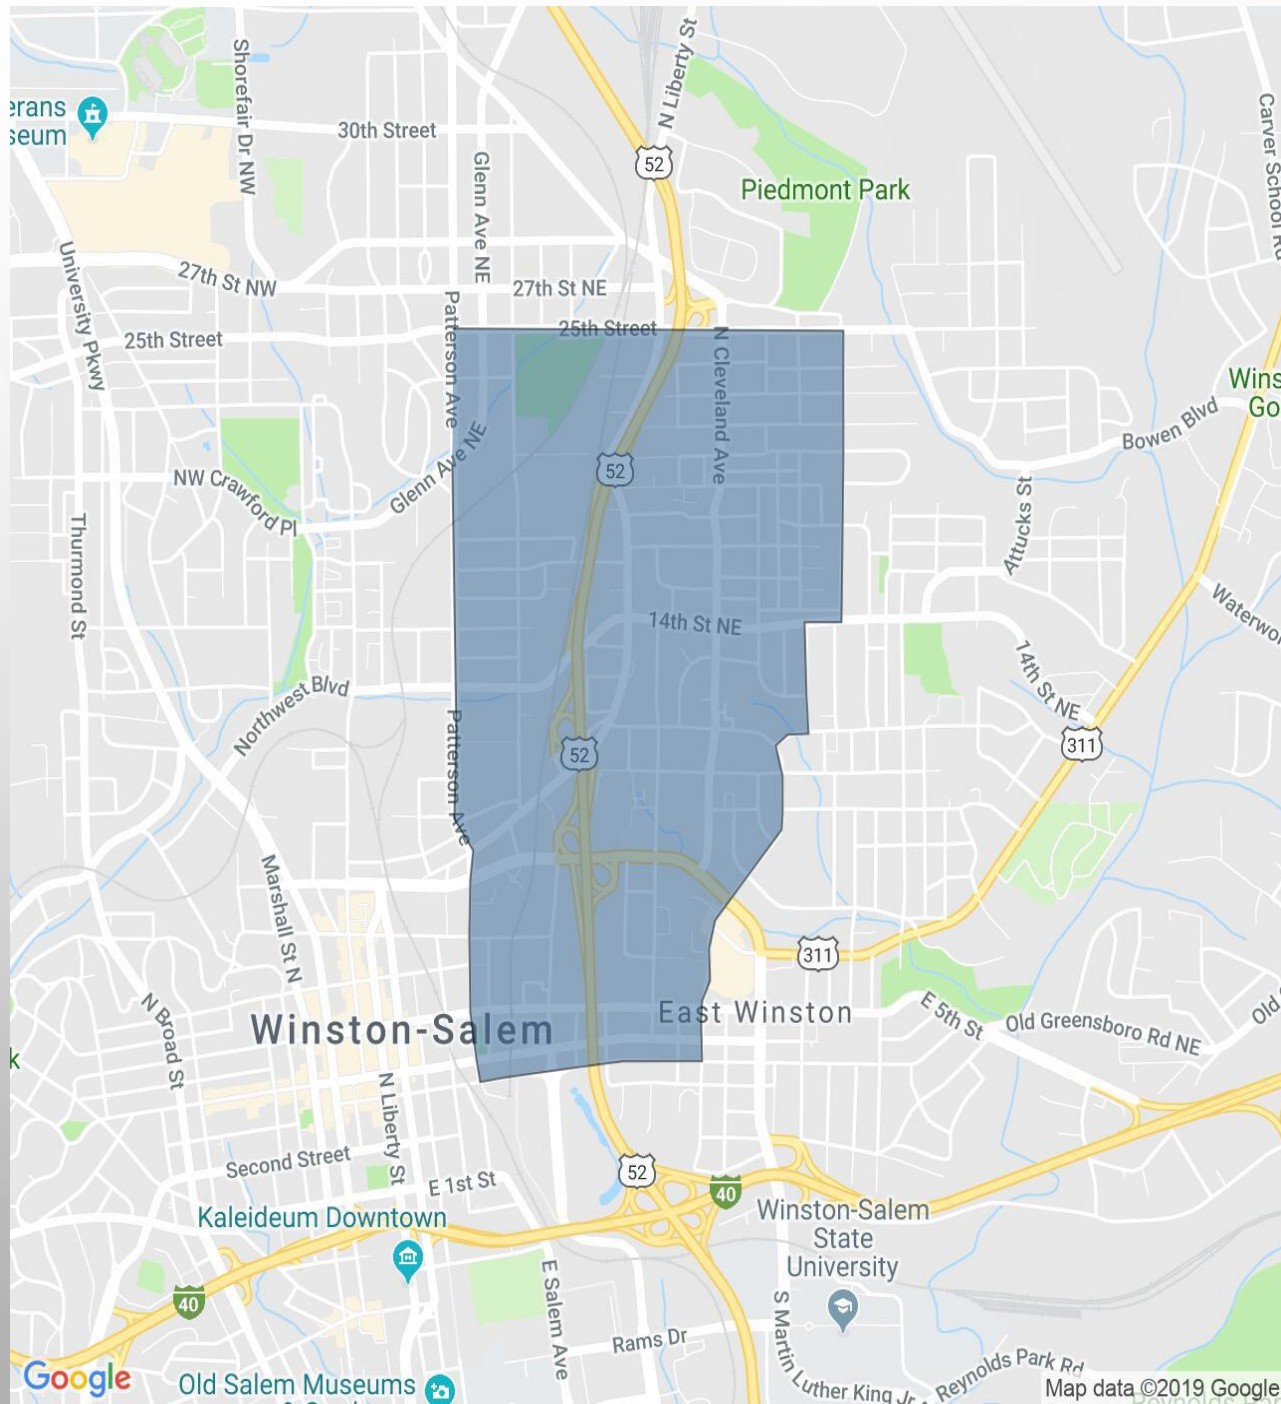 Shorefair Dr NW
N Liberty St
erans
seum
30th Street
52
Carver School Rd
Glenn Ave NE
Piedmont Park
University Pkwy
27th St NW
27th St NE
Patterson Ave
25th Street
25th Street
N Cleveland Ave
Wins
Go
Bowen Blvd
Glenn Ave NE
52
NW Crawford Pl
Thurmond St
Attucks St
Waterwo
14th St NE
14th St NE
Northwest Blvd
Patterson Ave
52
311
Marshall St N
311
N Broad St
Winston-Salem
East Winston
E 5th St
Old Greensboro Rd NE
Old
k
N Liberty St
Second Street
E 1st St
52
40
Kaleideum Downtown
Winston-Salem
State
University
40
E Salem Ave
S Martin Luther King Jr
Rams Dr
Reynolds Park Rd
Google
Old Salem Museums
Map data ©2019 Google